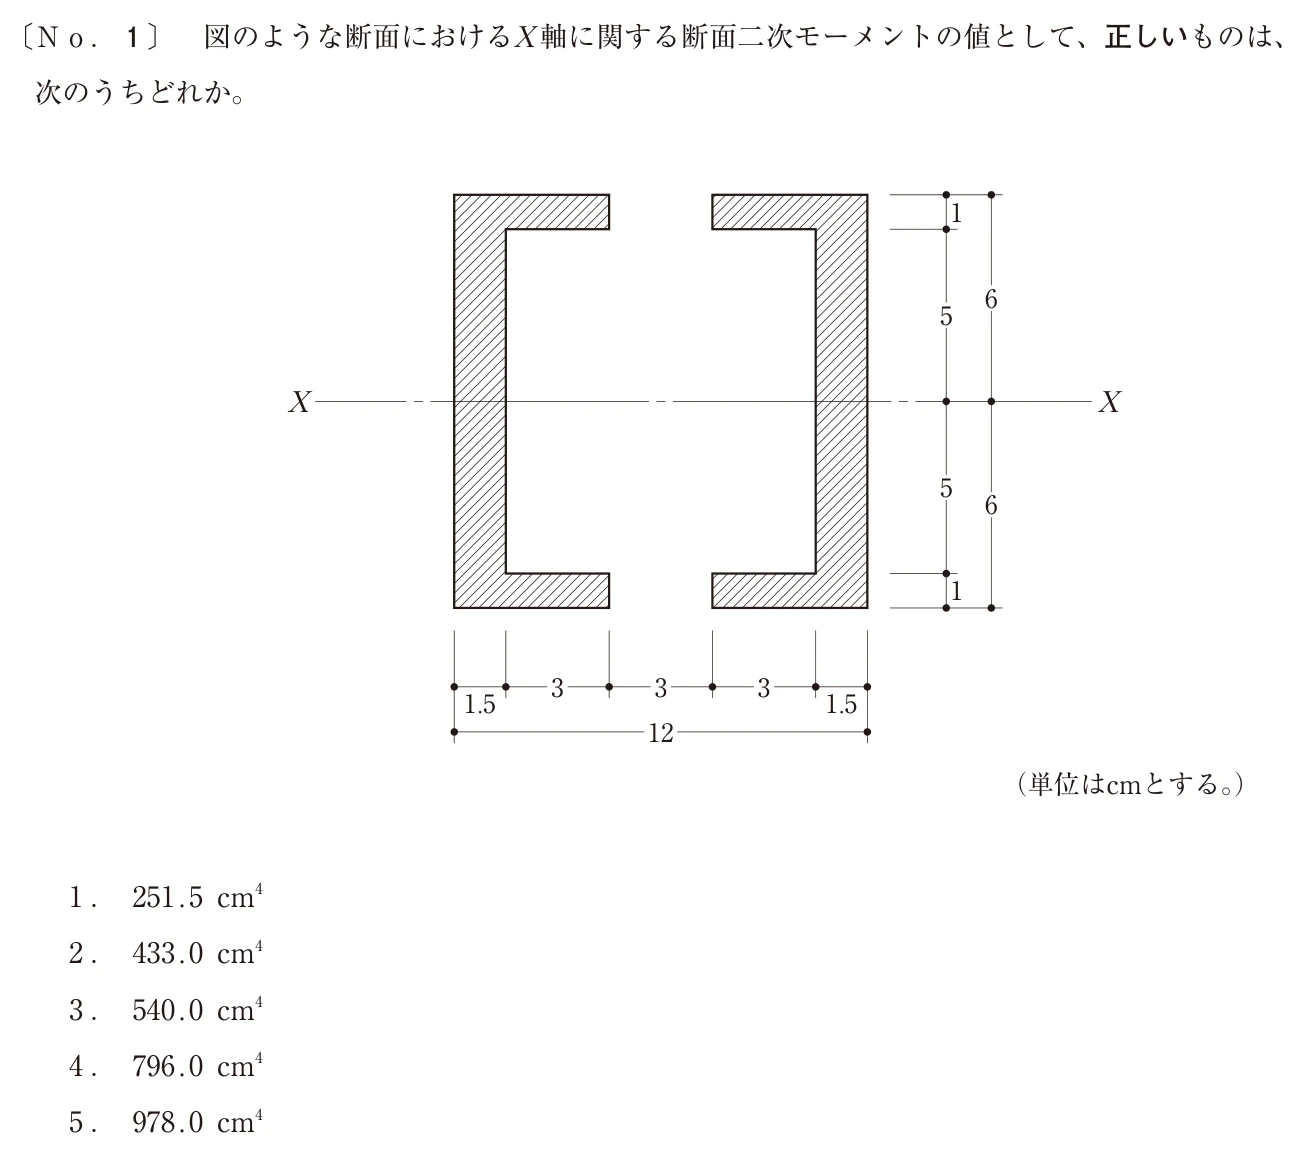 〔Ｎｏ．１〕　図のような断面におけるX軸に関する断面二次モーメントの値として、正しいものは、
次のうちどれか。
1
6
5
X
X
5
6
1
3
3
3
1.5
1.5
12
（単位はcmとする。）
１．　251.5 cm⁴
２．　433.0 cm⁴
３．　540.0 cm⁴
４．　796.0 cm⁴
５．　978.0 cm⁴